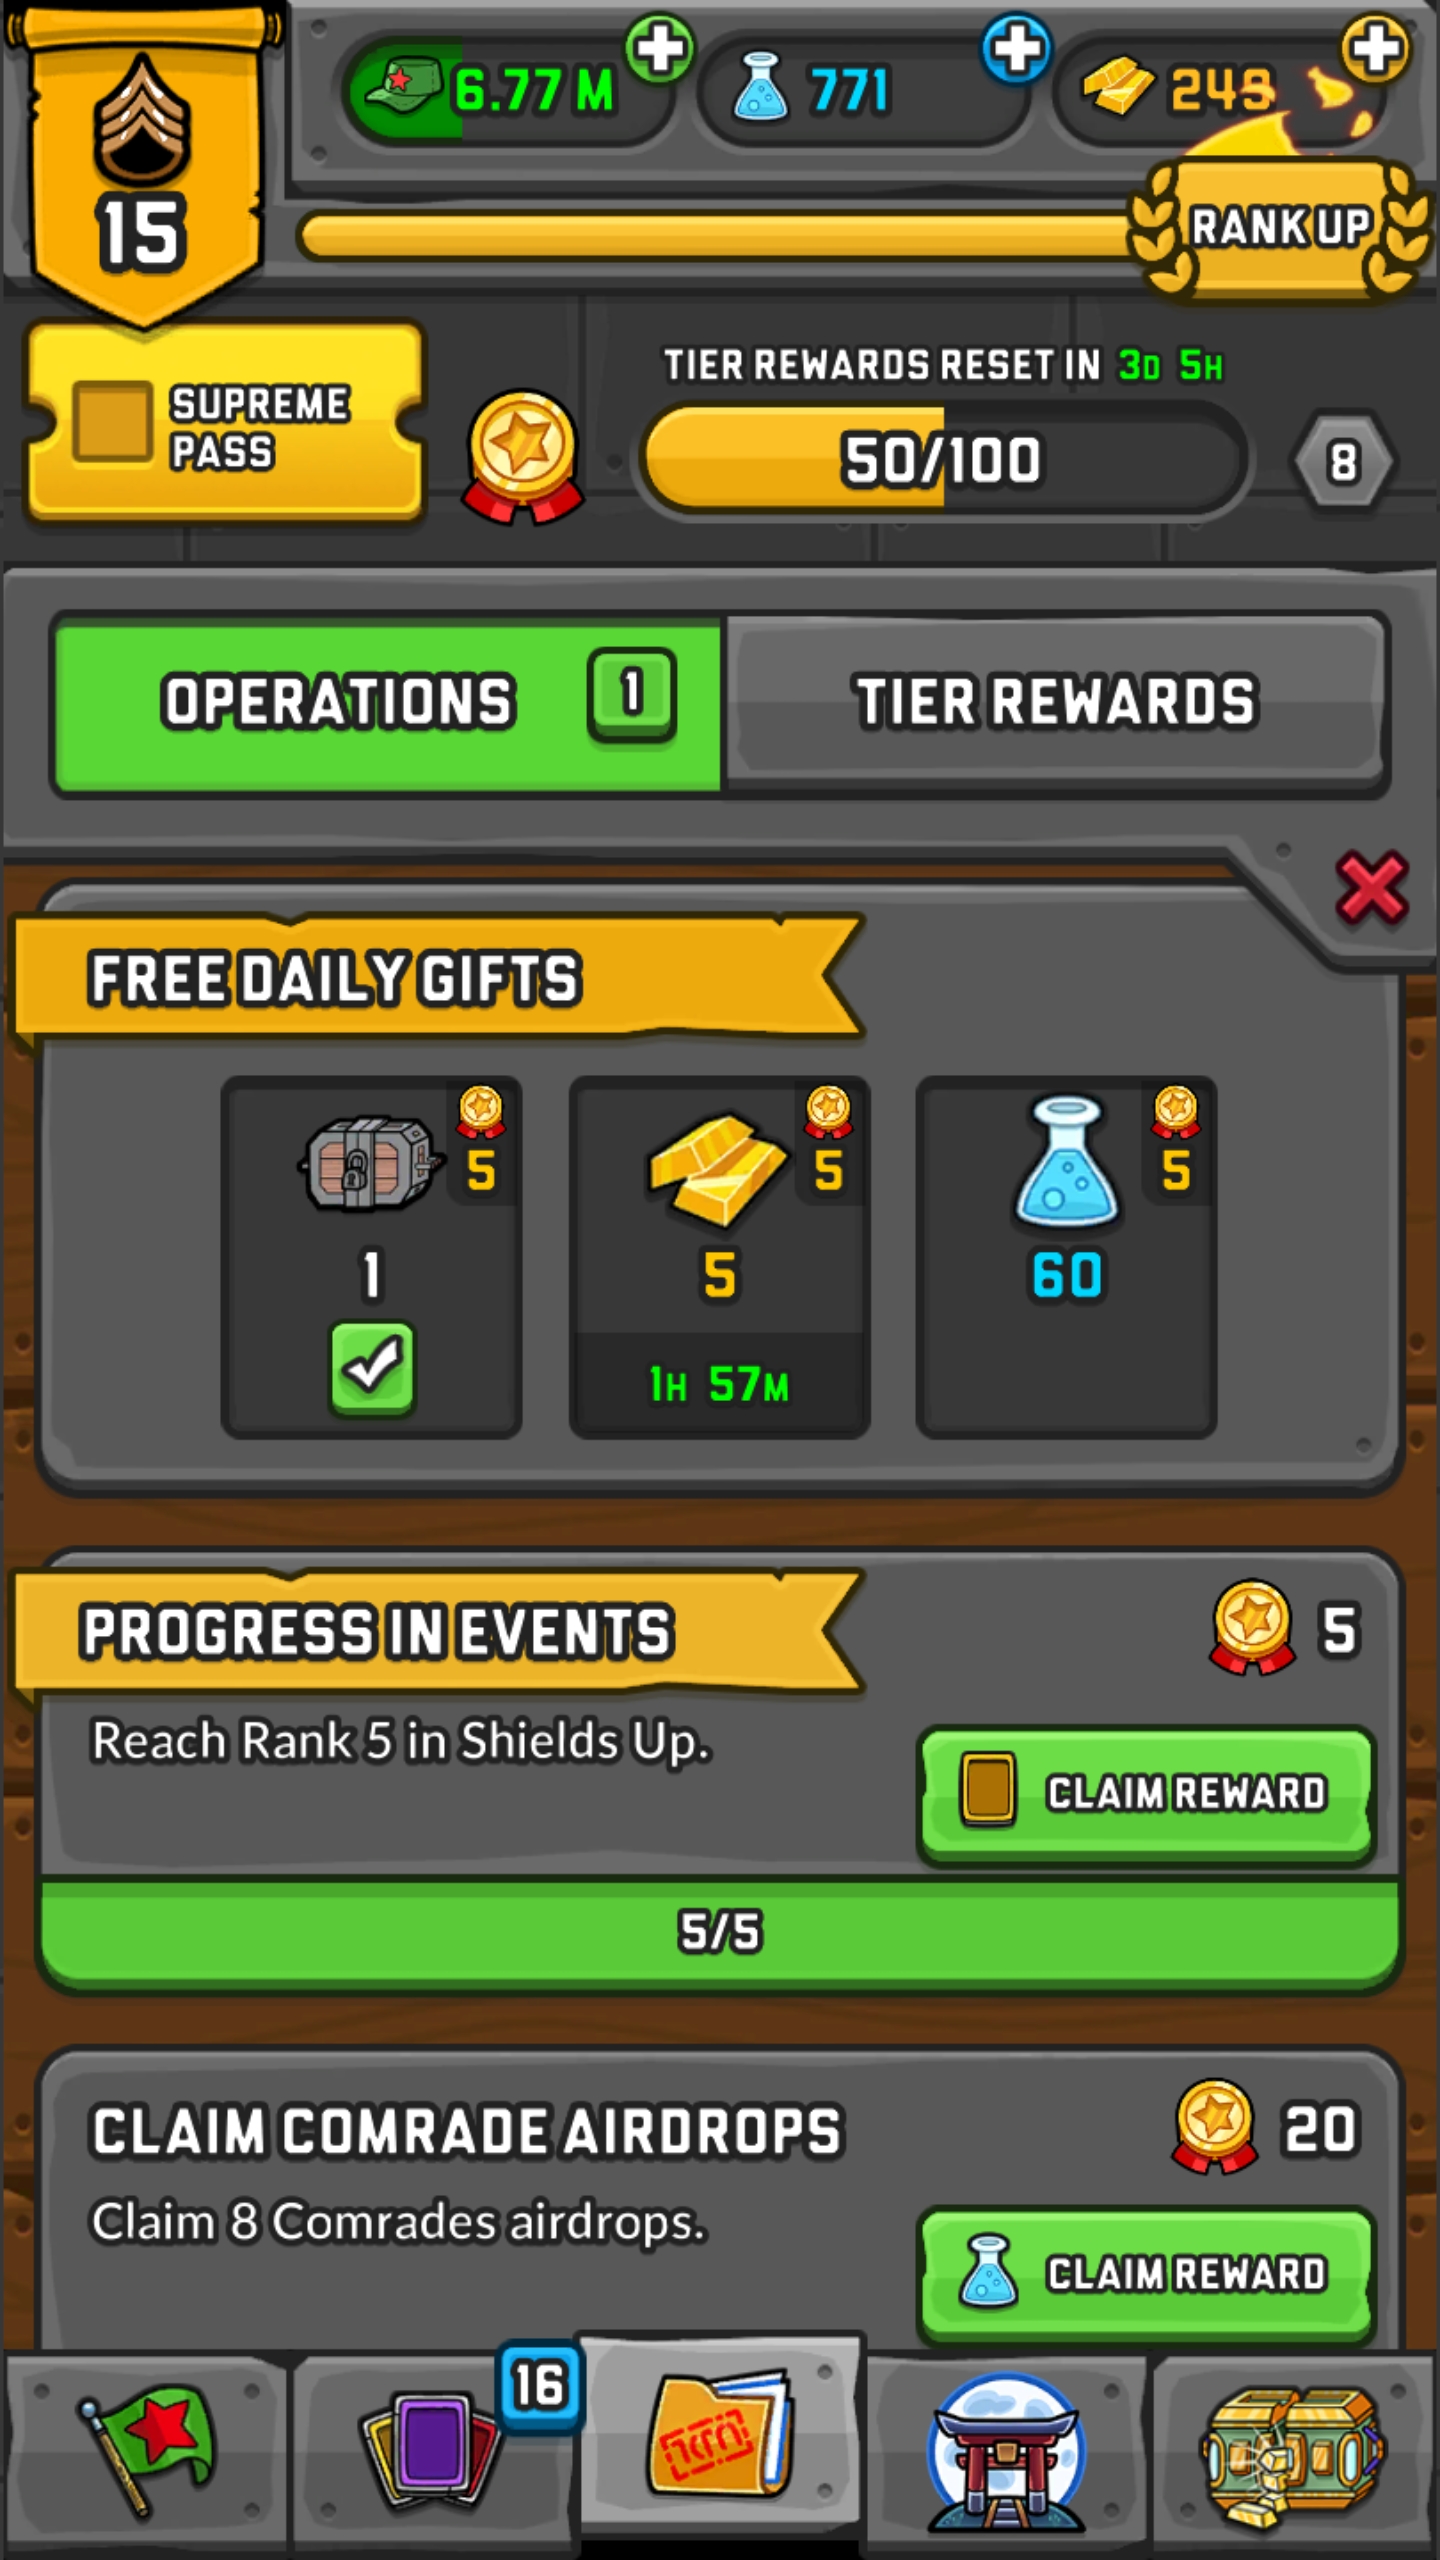 6.77 M
771
249
15
RANK UP
TIER REWARDS RESET IN 3D 5H
SUPREME
PASS
50/100
8
OPERATIONS
1
TIER REWARDS
FREE DAILY GIFTS
5
5
5
1
5
60
1H 57M
PROGRESS IN EVENTS
5
Reach Rank 5 in Shields Up.
CLAIM REWARD
5/5
CLAIM COMRADE AIRDROPS
20
Claim 8 Comrades airdrops.
CLAIM REWARD
16